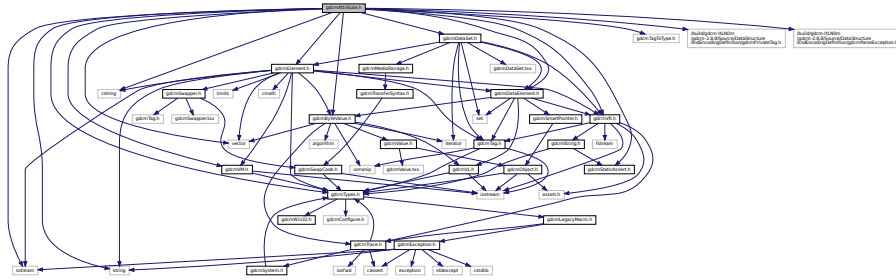 gdcmAttribute.h
gdcmDataSet.h
gdcmTagToType.h
/build/gdcm-
gdcm-2.8.8/Source/DataStructure
AndEncodingDefinition/gdcmPrivateTag.h
/build/gdcm-
gdcm-2.8.8/Source/DataStructure
AndEncodingDefinition/gdcmParseException.h
gdcmElement.h
gdcmMediaStorage.h
gdcmDataSet.txx
cstring
gdcmSwapper.h
limits
cmath
gdcmTransferSyntax.h
gdcmDataElement.h
gdcmTag.h
gdcmSwapper.txx
gdcmByteValue.h
set
gdcmSmartPointer.h
gdcmVR.h
vector
algorithm
gdcmValue.h
iterator
gdcmTag.h
gdcmString.h
fstream
gdcmVM.h
gdcmSwapCode.h
iomanip
gdcmValue.txx
gdcmVL.h
gdcmObject.h
gdcmStaticAssert.h
gdcmTypes.h
iostream
assert.h
gdcmWin32.h
gdcmConfigure.h
gdcmLegacyMacro.h
gdcmTrace.h
gdcmException.h
sstream
string
gdcmSystem.h
iosfwd
cassert
exception
stdexcept
cstdlib